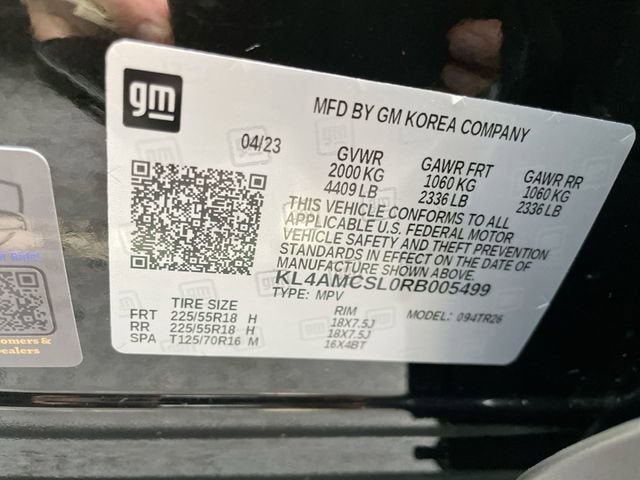 gm
MFD BY GM KOREA COMPANY
04/23
GVWR GAWR FRT GAWR RR
2000 KG 1060 KG 1060 KG
4409 LB 2336 LB 2336 LB
THIS VEHICLE CONFORMS TO ALL
APPLICABLE U.S. FEDERAL MOTOR
VEHICLE SAFETY AND THEFT PREVENTION
STANDARDS IN EFFECT ON THE DATE OF
MANUFACTURE SHOWN ABOVE.
KL4AMCSL0RB005499
TYPE: MPV
TIRE SIZE RIM MODEL: 094TR26
FRT 225/55R18 H 18X7.5J
RR 225/55R18 H 18X7.5J
SPA T125/70R16 M 16X4BT